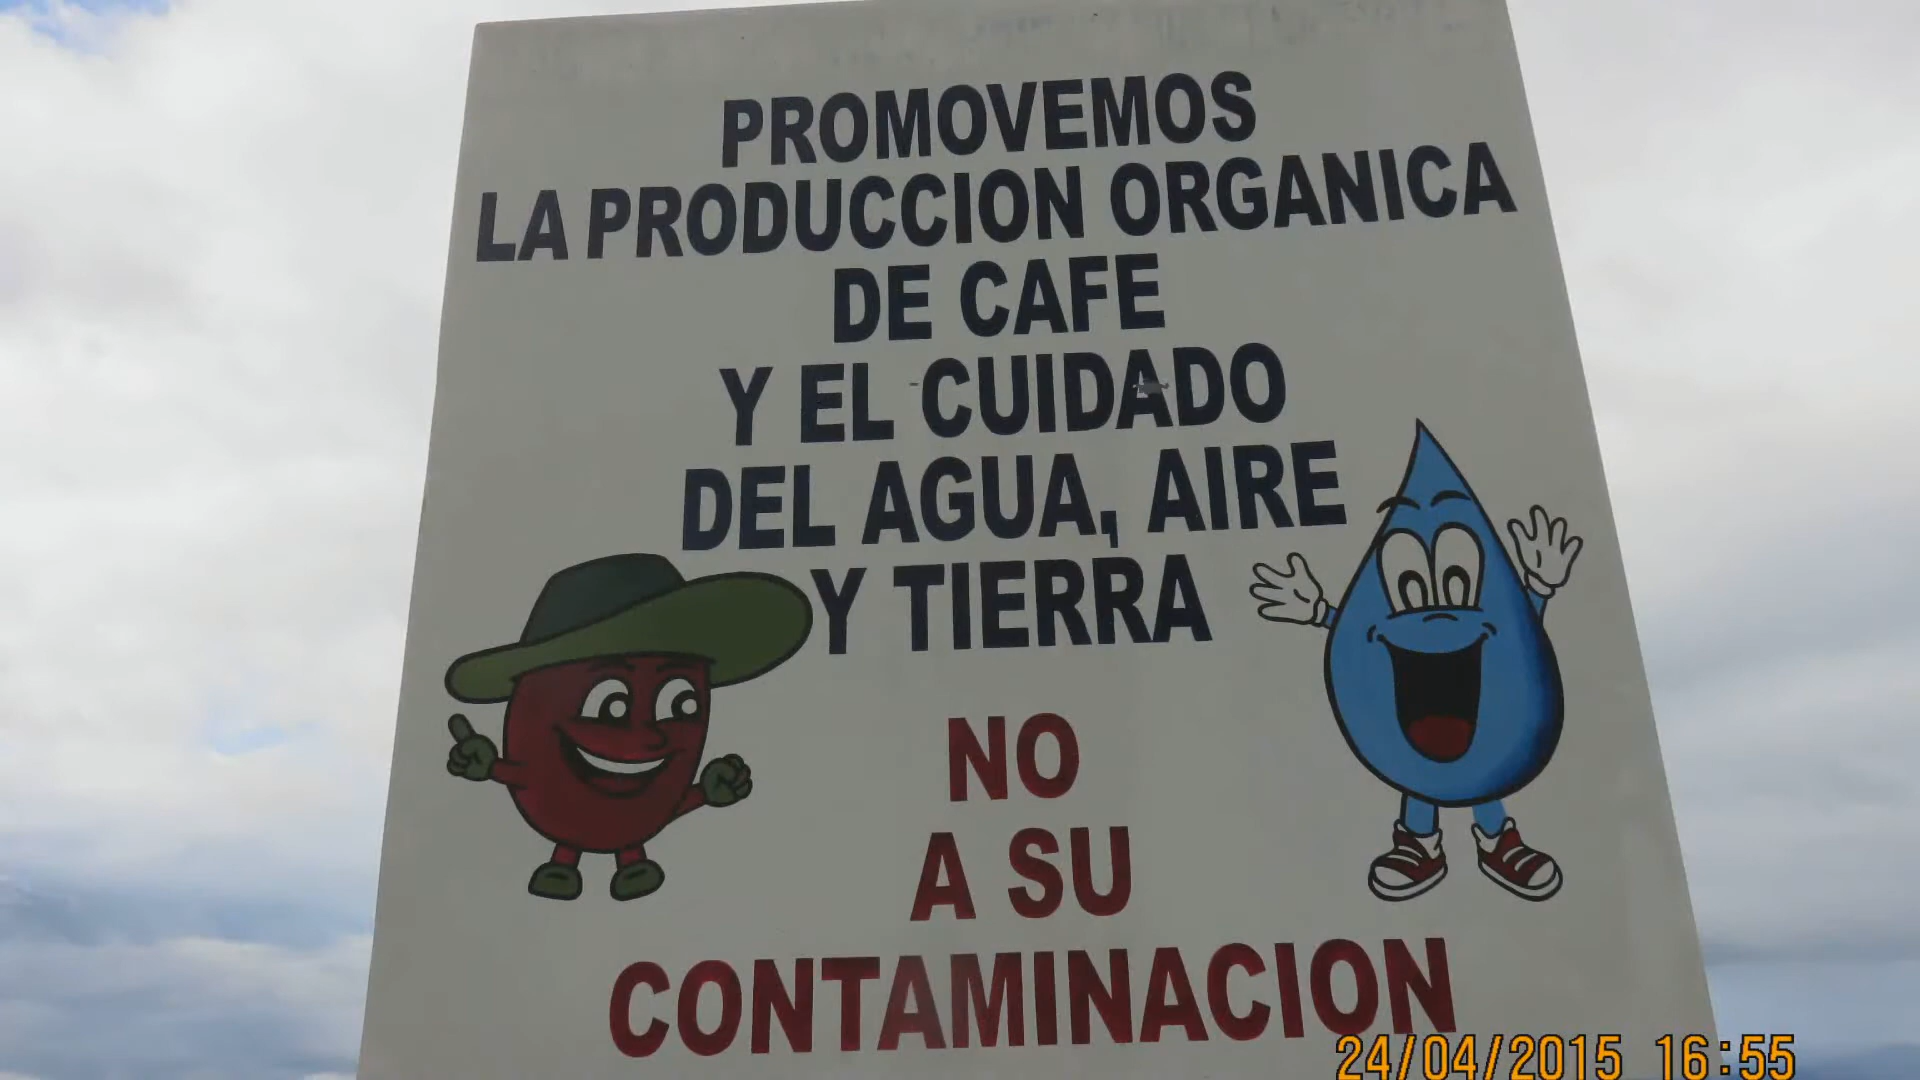 PROMOVEMOS
LA PRODUCCION ORGANICA
DE CAFE
Y EL CUIDADO
DEL AGUA, AIRE
Y TIERRA
NO
A SU
CONTAMINACION
24/04/2015 16:55